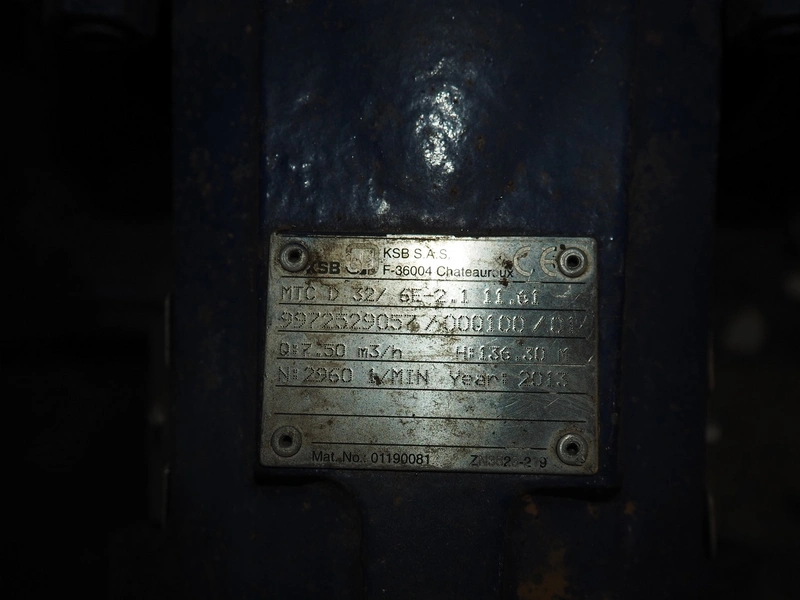 KSB
KSB S.A.S.
F-36004 Chateauroux
CE
MTC D 32/ 6E-2.1 11.61
9972529057/000100/01
Q:7.50 m3/h H:136.30 M
N:2960 1/MIN Year: 2013
Mat. No.: 01190081